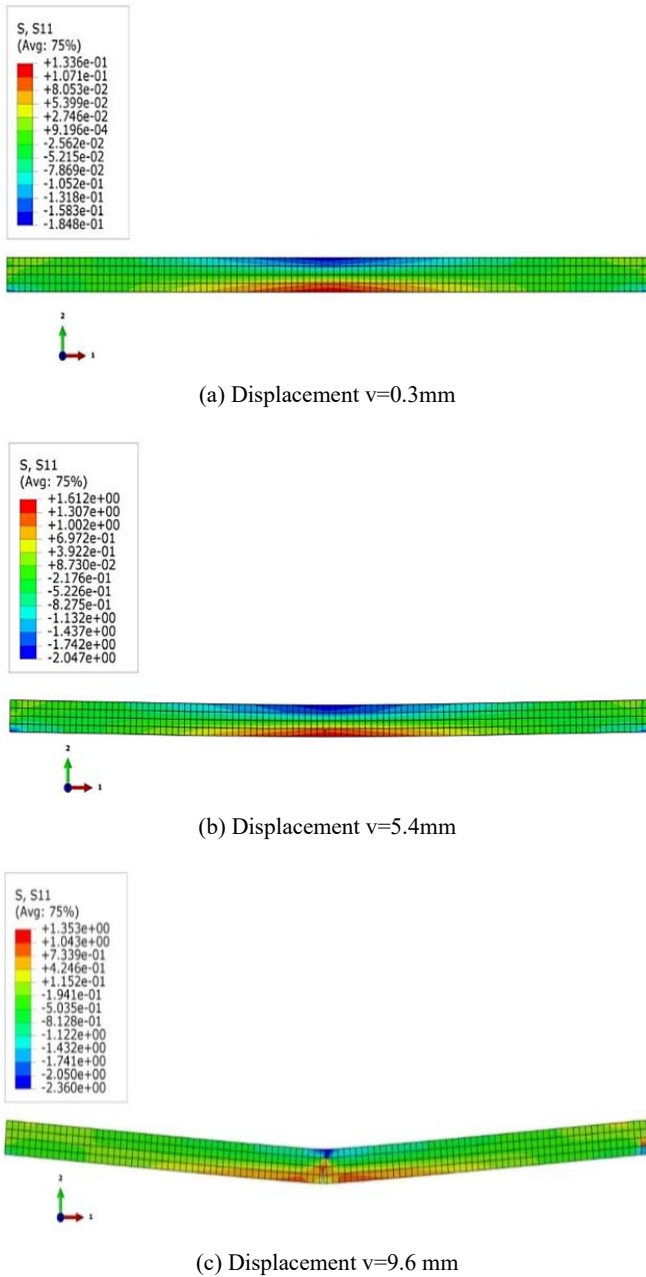 S, S11
(Avg: 75%)
+1.336e-01
+1.071e-01
+8.053e-02
+5.399e-02
+2.746e-02
+9.196e-04
-2.562e-02
-5.215e-02
-7.869e-02
-1.052e-01
-1.318e-01
-1.583e-01
-1.848e-01
2
1
(a) Displacement v=0.3mm
S, S11
(Avg: 75%)
+1.612e+00
+1.307e+00
+1.002e+00
+6.972e-01
+3.922e-01
+8.730e-02
-2.176e-01
-5.226e-01
-8.275e-01
-1.132e+00
-1.437e+00
-1.742e+00
-2.047e+00
2
1
(b) Displacement v=5.4mm
S, S11
(Avg: 75%)
+1.353e+00
+1.043e+00
+7.339e-01
+4.246e-01
+1.152e-01
-1.941e-01
-5.035e-01
-8.128e-01
-1.122e+00
-1.432e+00
-1.741e+00
-2.050e+00
-2.360e+00
2
1
(c) Displacement v=9.6 mm